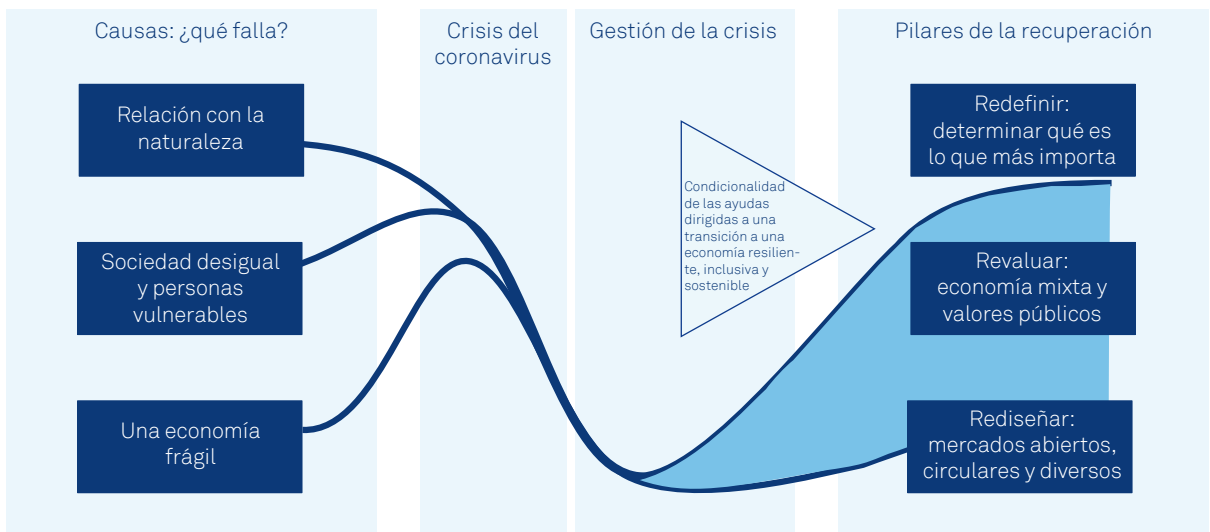 Causas: ¿qué falla?
Relación con la
naturaleza
Sociedad desigual
y personas
vulnerables
Una economía
frágil
Crisis del
coronavirus
Gestión de la crisis
Condicionalidad
de las ayudas
dirigidas a una
transición a una
economía resilien-
te, inclusiva y
sostenible
Pilares de la recuperación
Redefinir:
determinar qué es
lo que más importa
Revaluar:
economía mixta y
valores públicos
Rediseñar:
mercados abiertos,
circulares y diversos